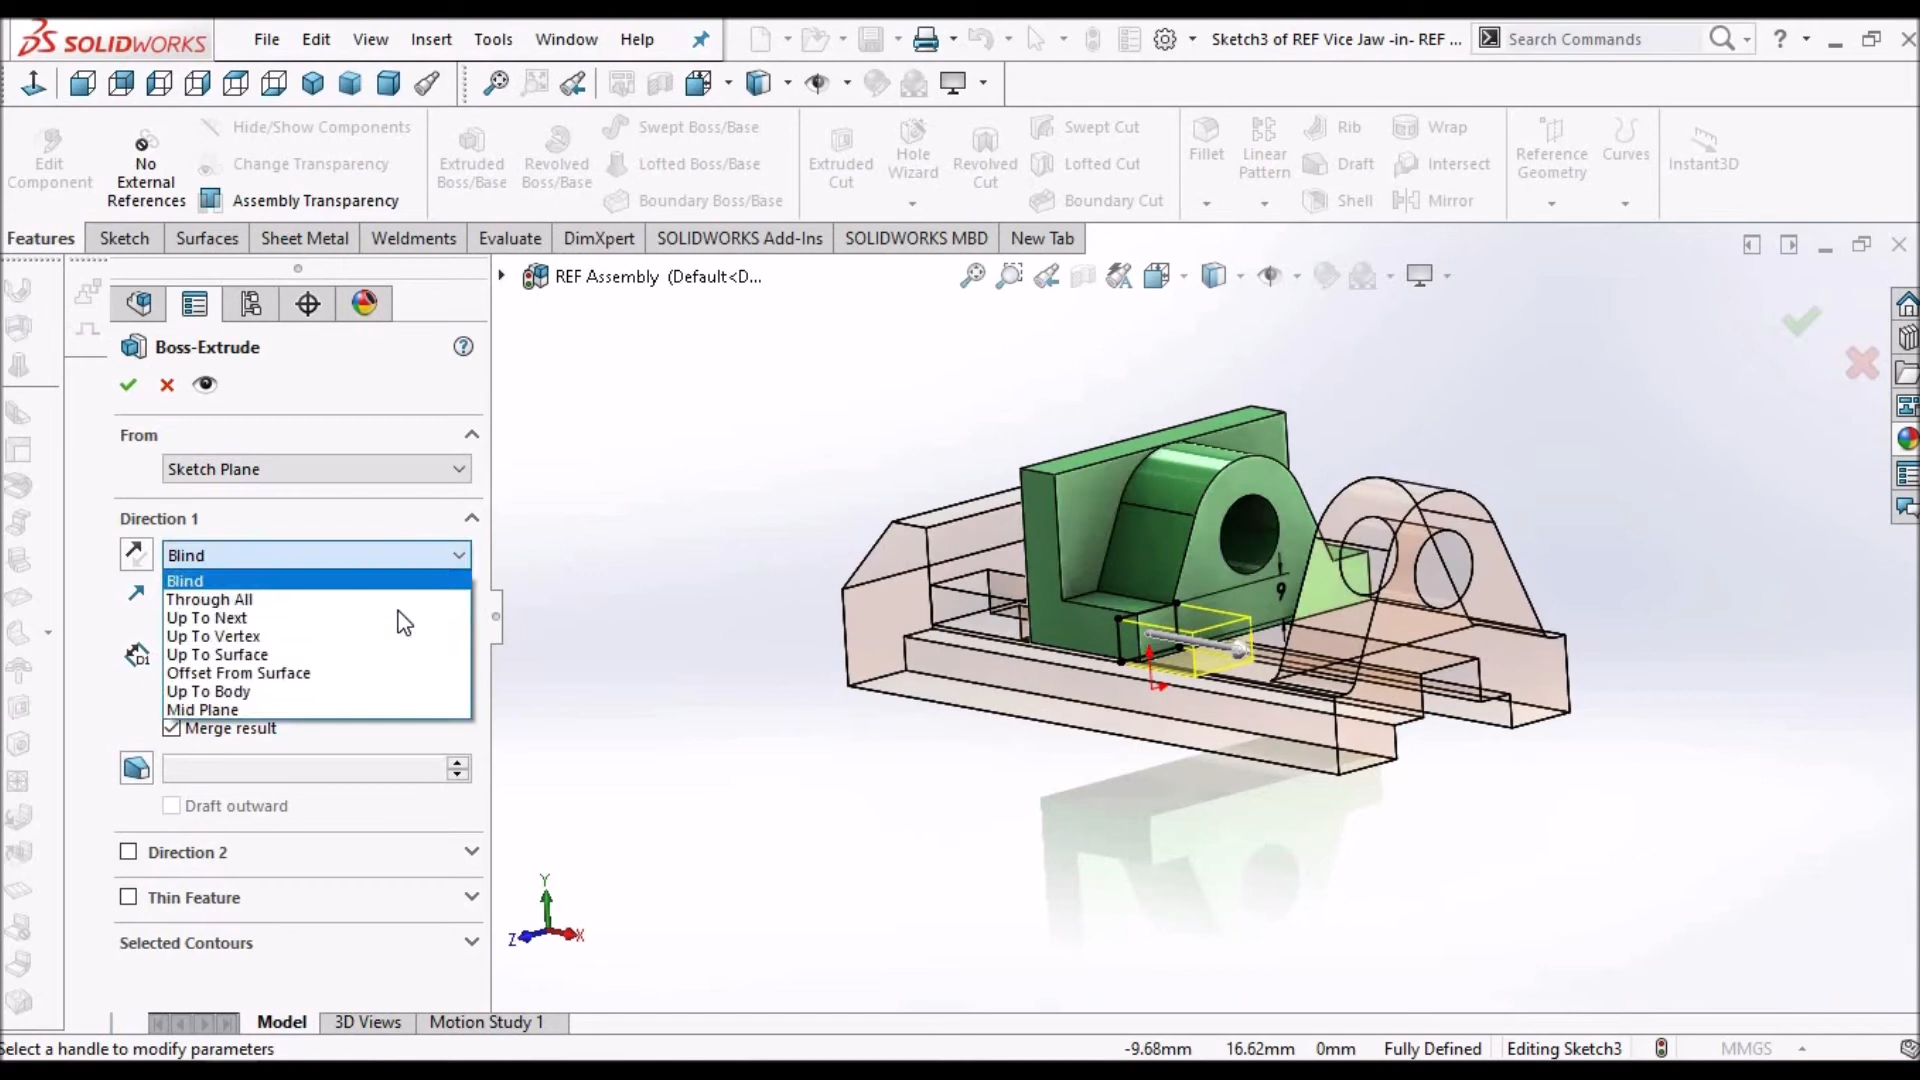 SOLIDWORKS File Edit View Insert Tools Window Help Sketch3 of REF Vice Jaw -in- REF ... Search Commands ?
Edit Component
No External References
Hide/Show Components
Change Transparency
Assembly Transparency
Extruded Boss/Base
Revolved Boss/Base
Swept Boss/Base
Lofted Boss/Base
Boundary Boss/Base
Extruded Cut
Hole Wizard
Revolved Cut
Swept Cut
Lofted Cut
Boundary Cut
Fillet
Linear Pattern
Rib
Draft
Shell
Wrap
Intersect
Mirror
Reference Geometry
Curves
Instant3D
Features Sketch Surfaces Sheet Metal Weldments Evaluate DimXpert SOLIDWORKS Add-Ins SOLIDWORKS MBD New Tab
REF Assembly (Default<D...
Boss-Extrude
From
Sketch Plane
Direction 1
Blind
Blind
Through All
Up To Next
Up To Vertex
Up To Surface
Offset From Surface
Up To Body
Mid Plane
D1
Merge result
Draft outward
Direction 2
Thin Feature
Selected Contours
9
Y
Z
X
Model 3D Views Motion Study 1
Select a handle to modify parameters -9.68mm 16.62mm 0mm Fully Defined Editing Sketch3 MMGS